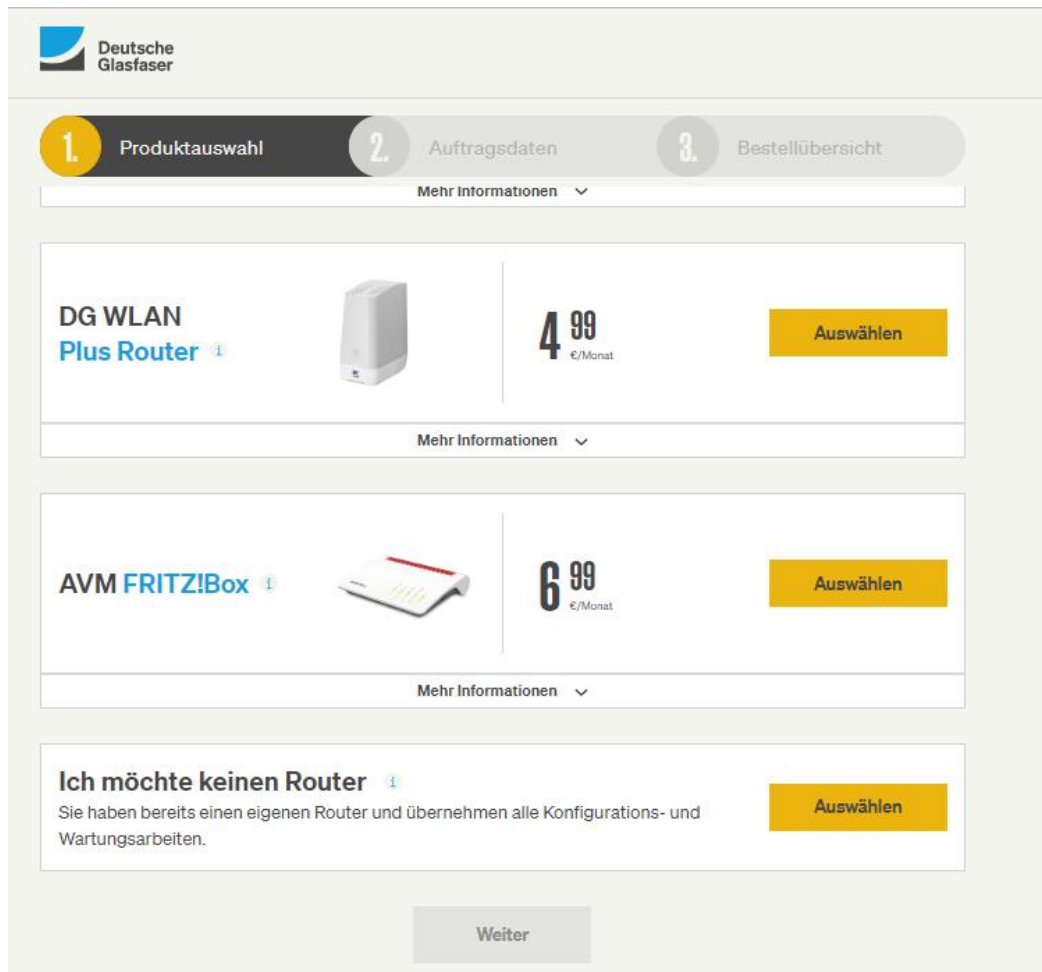 Deutsche
Glasfaser
1. Produktauswahl
2. Auftragsdaten
3. Bestellübersicht
Mehr Informationen
DG WLAN
Plus Router i
4 99
€/Monat
Auswählen
Mehr Informationen
AVM FRITZ!Box i
6 99
€/Monat
Auswählen
Mehr Informationen
Ich möchte keinen Router i
Sie haben bereits einen eigenen Router und übernehmen alle Konfigurations- und
Wartungsarbeiten.
Auswählen
Weiter